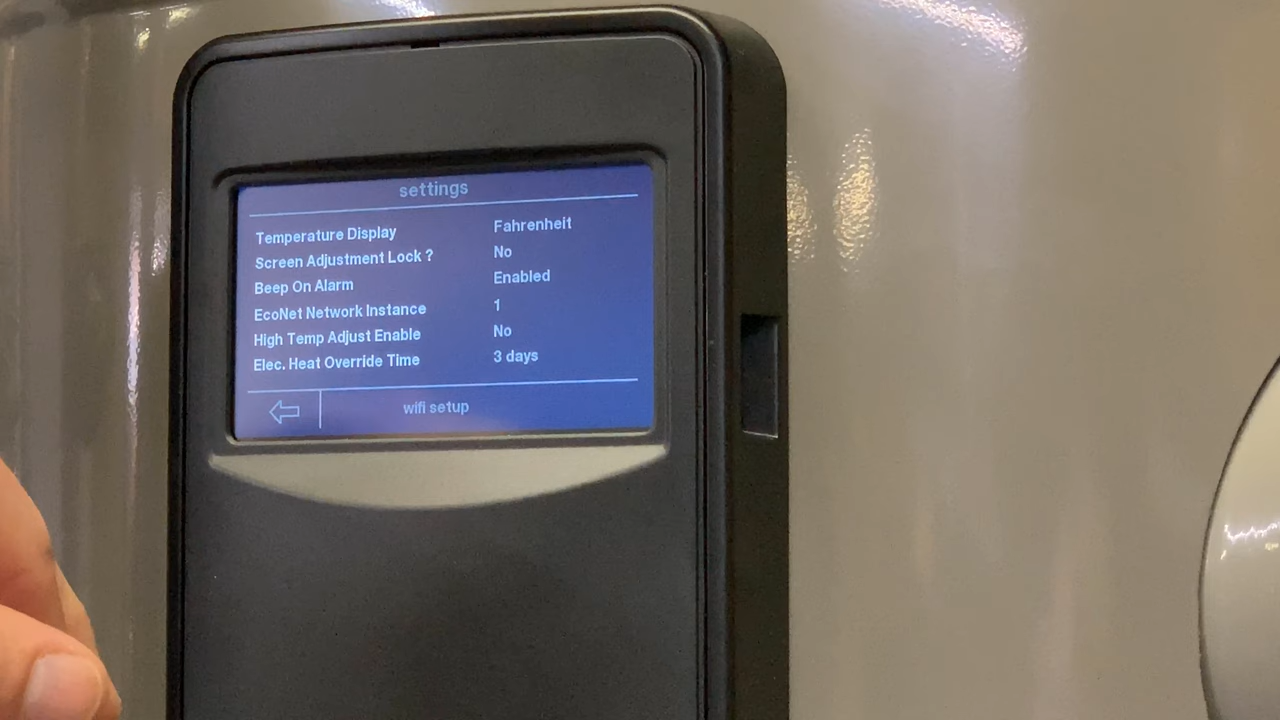 settings
Temperature Display Fahrenheit
Screen Adjustment Lock ? No
Beep On Alarm Enabled
EcoNet Network Instance 1
High Temp Adjust Enable No
Elec. Heat Override Time 3 days
wifi setup